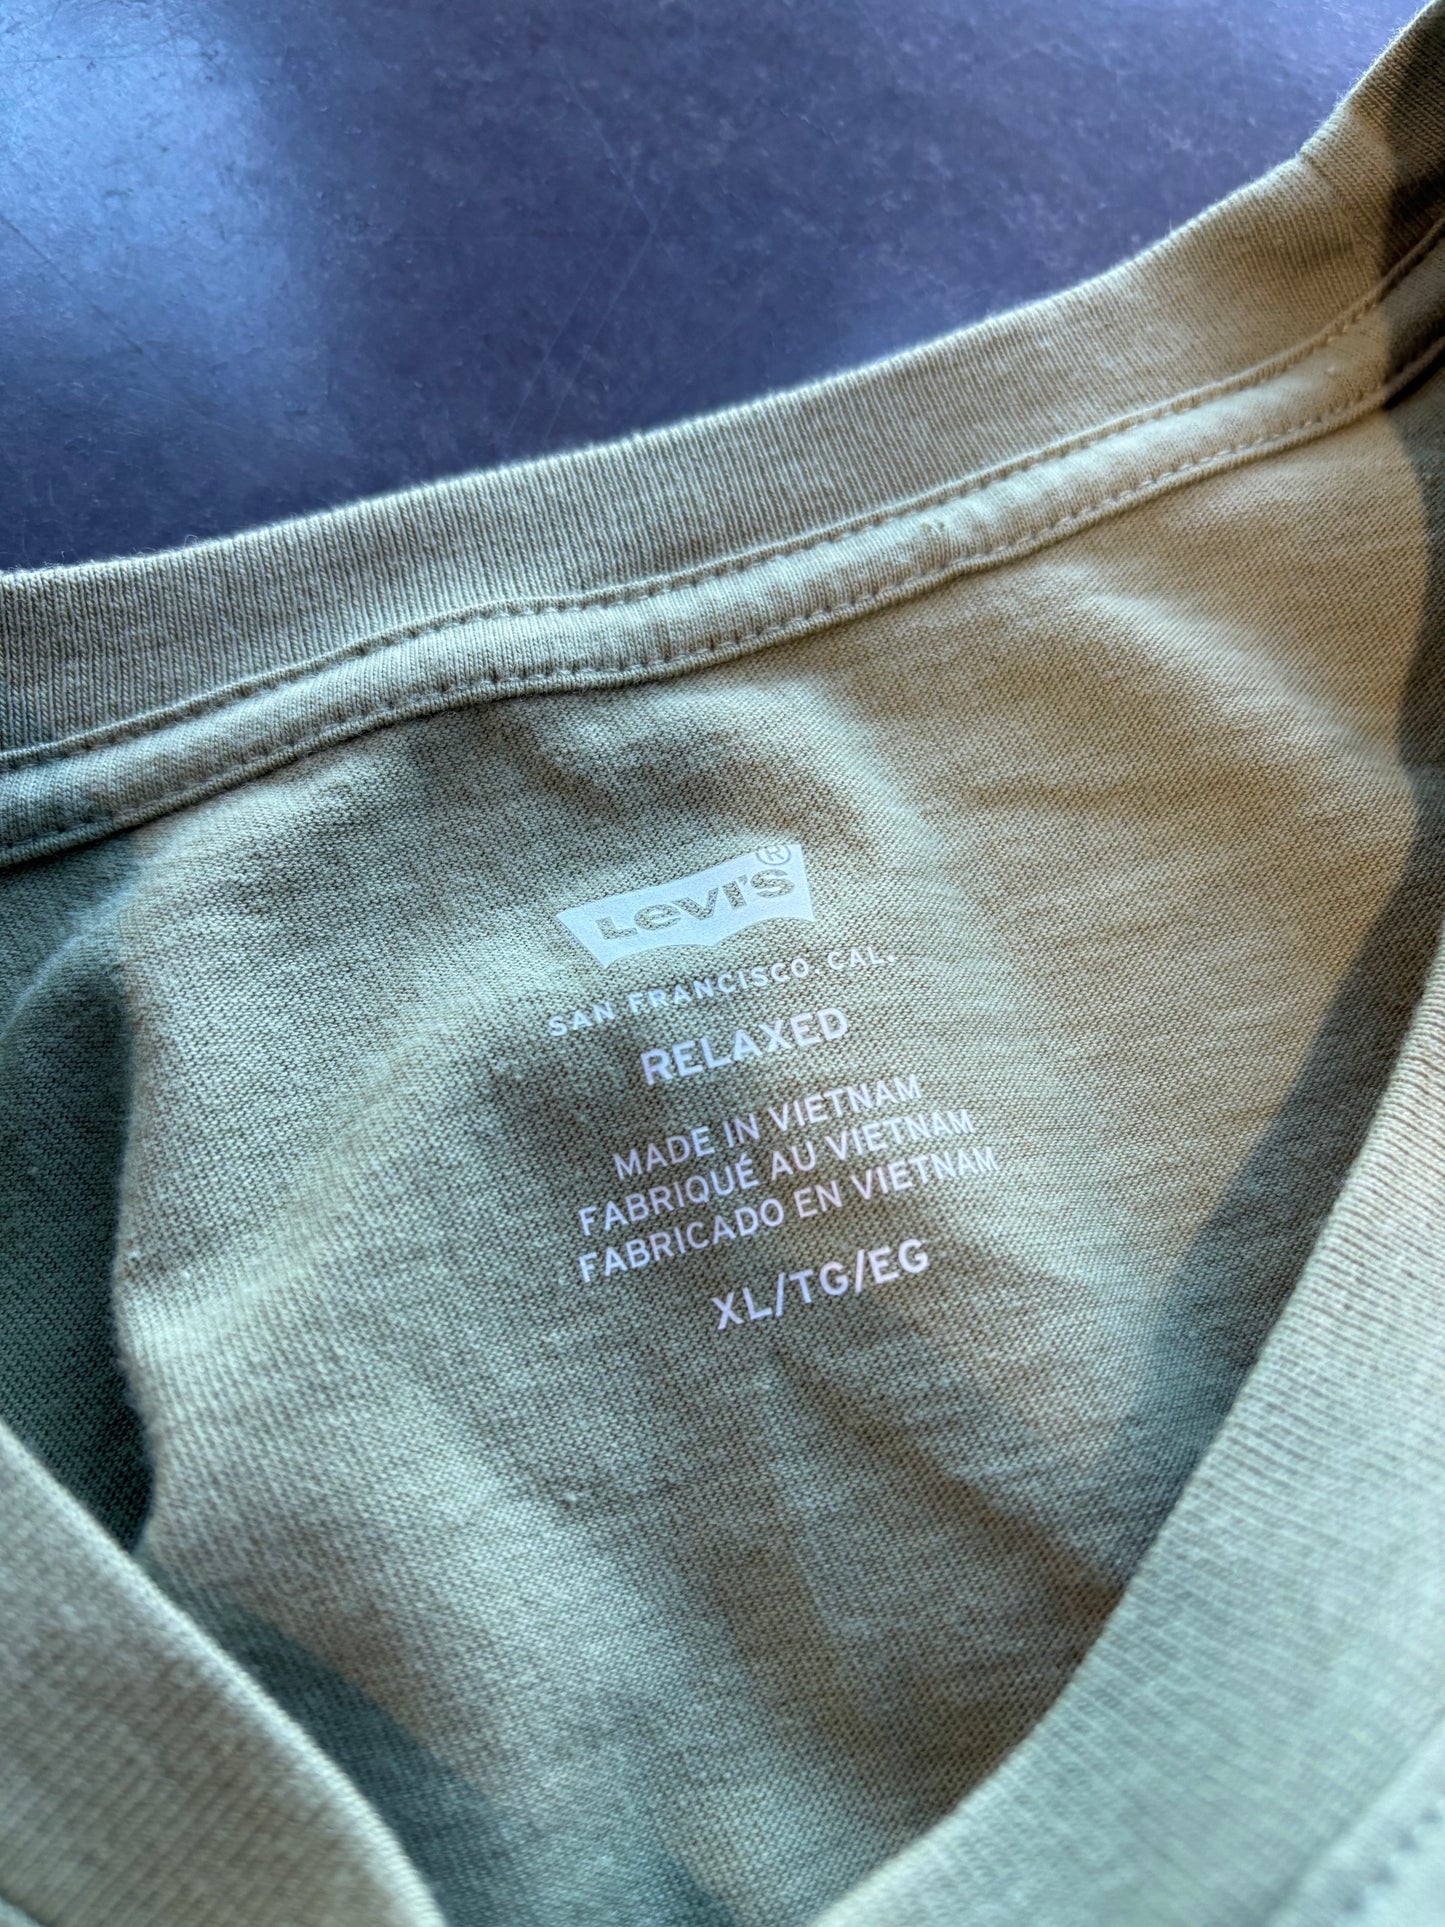 Levi's®
SAN FRANCISCO, CAL.
RELAXED
MADE IN VIETNAM
FABRIQUÉ AU VIETNAM
FABRICADO EN VIETNAM
XL/TG/EG